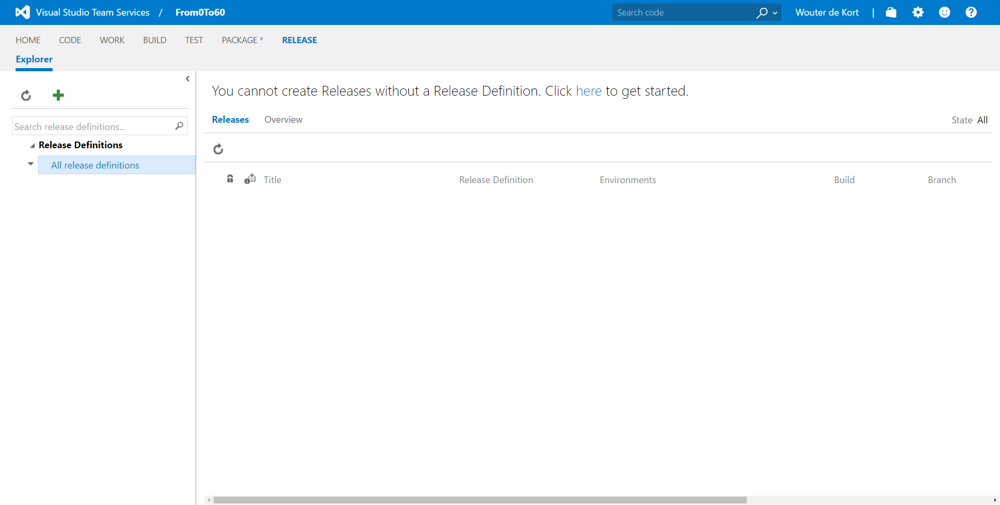 Visual Studio Team Services / From0To60 Search code Wouter de Kort |
HOME CODE WORK BUILD TEST PACKAGE * RELEASE
Explorer
You cannot create Releases without a Release Definition. Click here to get started.
Releases Overview State All
Search release definitions...
Release Definitions
All release definitions
Title Release Definition Environments Build Branch